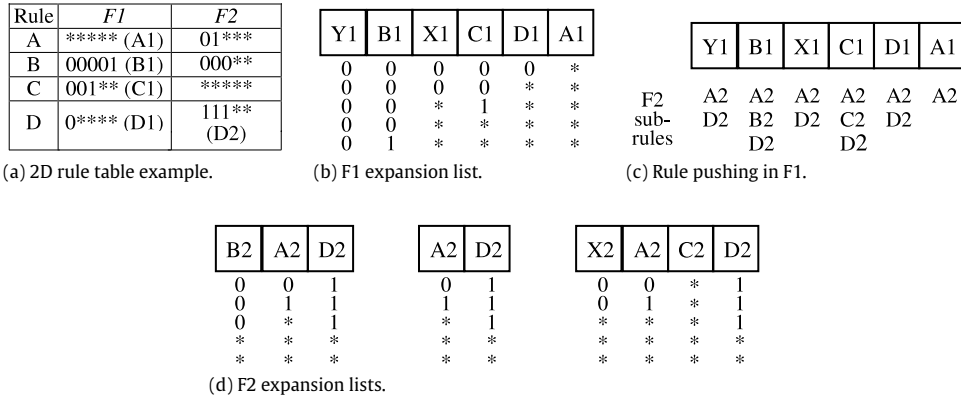 Rule F1 F2
A ***** (A1) 01***
B 00001 (B1) 000**
C 001** (C1) *****
D 0**** (D1) 111**
(D2)
(a) 2D rule table example.
Y1 B1 X1 C1 D1 A1
0 0 0 0 0 *
0 0 0 0 * *
0 0 * 1 * *
0 0 * * * *
0 1 * * * *
(b) F1 expansion list.
Y1 B1 X1 C1 D1 A1
F2 A2 A2 A2 A2 A2 A2
sub- D2 B2 D2 C2 D2
rules D2 D2
(c) Rule pushing in F1.
B2 A2 D2 A2 D2 X2 A2 C2 D2
0 0 1 0 1 0 0 * 1
0 1 1 1 1 0 1 * 1
0 * 1 * 1 * * * 1
* * * * * * * * *
* * * * * * * * *
(d) F2 expansion lists.